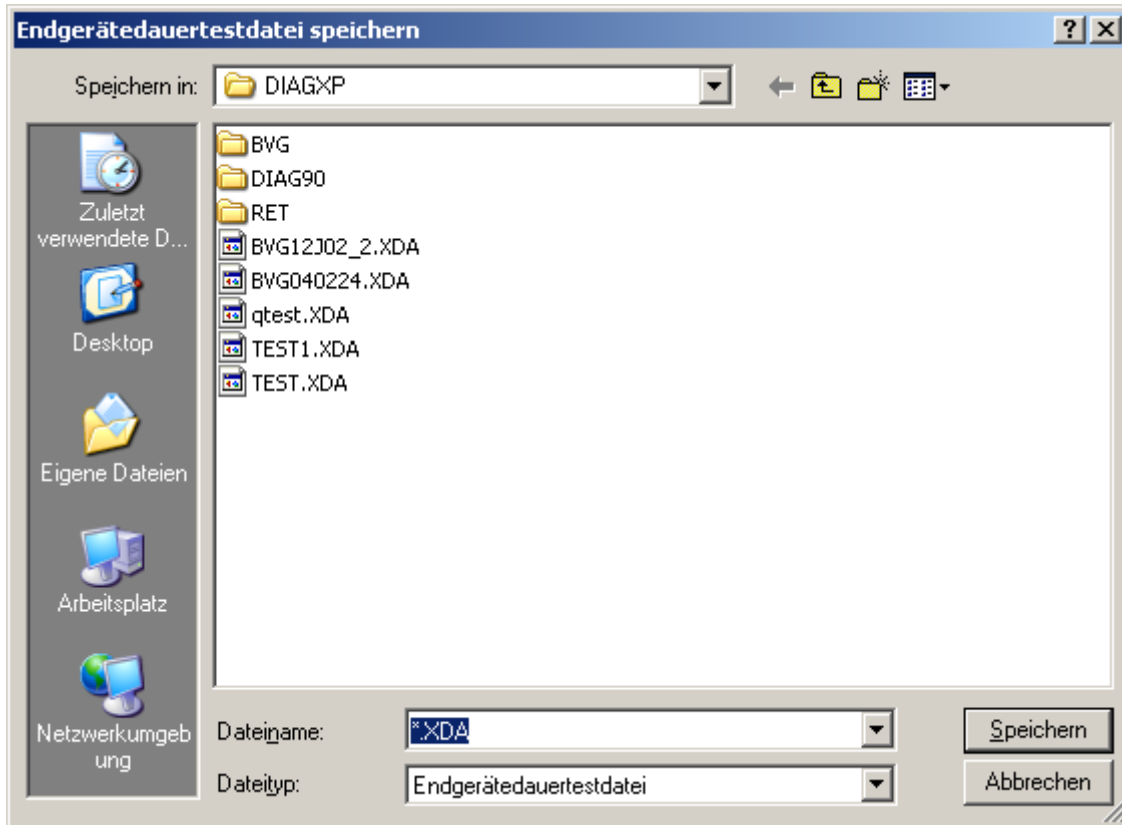 Endgerätedauertestdatei speichern
Speichern in:
DIAGXP
Zuletzt
verwendete D...
Desktop
Eigene Dateien
Arbeitsplatz
Netzwerkumgeb
ung
BVG
DIAG90
RET
BVG12J02_2.XDA
BVG040224.XDA
qtest.XDA
TEST1.XDA
TEST.XDA
Dateiname:
*.XDA
Speichern
Dateityp:
Endgerätedauertestdatei
Abbrechen